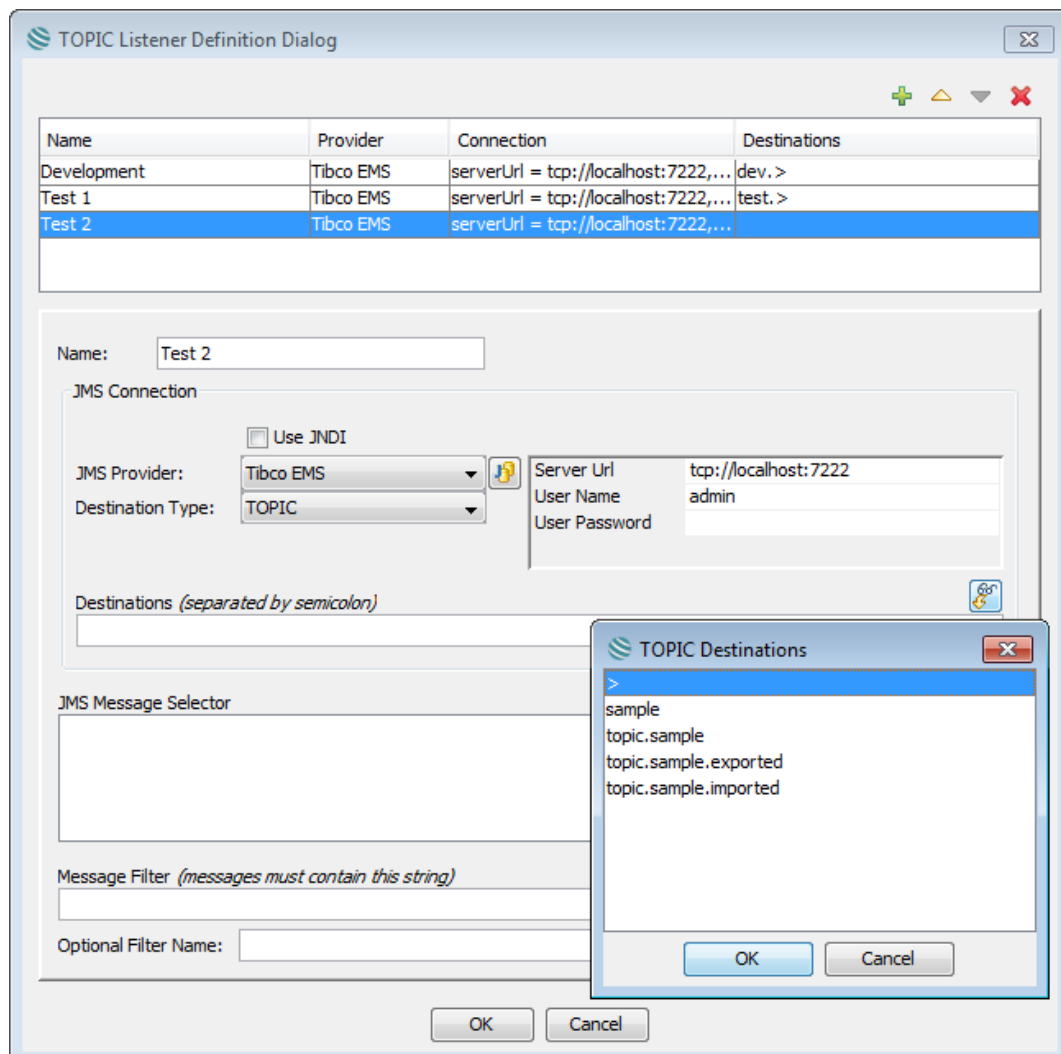 TOPIC Listener Definition Dialog
Name Provider Connection Destinations
Development Tibco EMS serverUrl = tcp://localhost:7222,... dev.>
Test 1 Tibco EMS serverUrl = tcp://localhost:7222,... test.>
Test 2 Tibco EMS serverUrl = tcp://localhost:7222,...
Name: Test 2
JMS Connection
Use JNDI
JMS Provider: Tibco EMS Server Url tcp://localhost:7222
User Name admin
Destination Type: TOPIC
User Password
Destinations (separated by semicolon)
TOPIC Destinations
>
sample
topic.sample
topic.sample.exported
topic.sample.imported
OK Cancel
JMS Message Selector
Message Filter (messages must contain this string)
Optional Filter Name:
OK Cancel